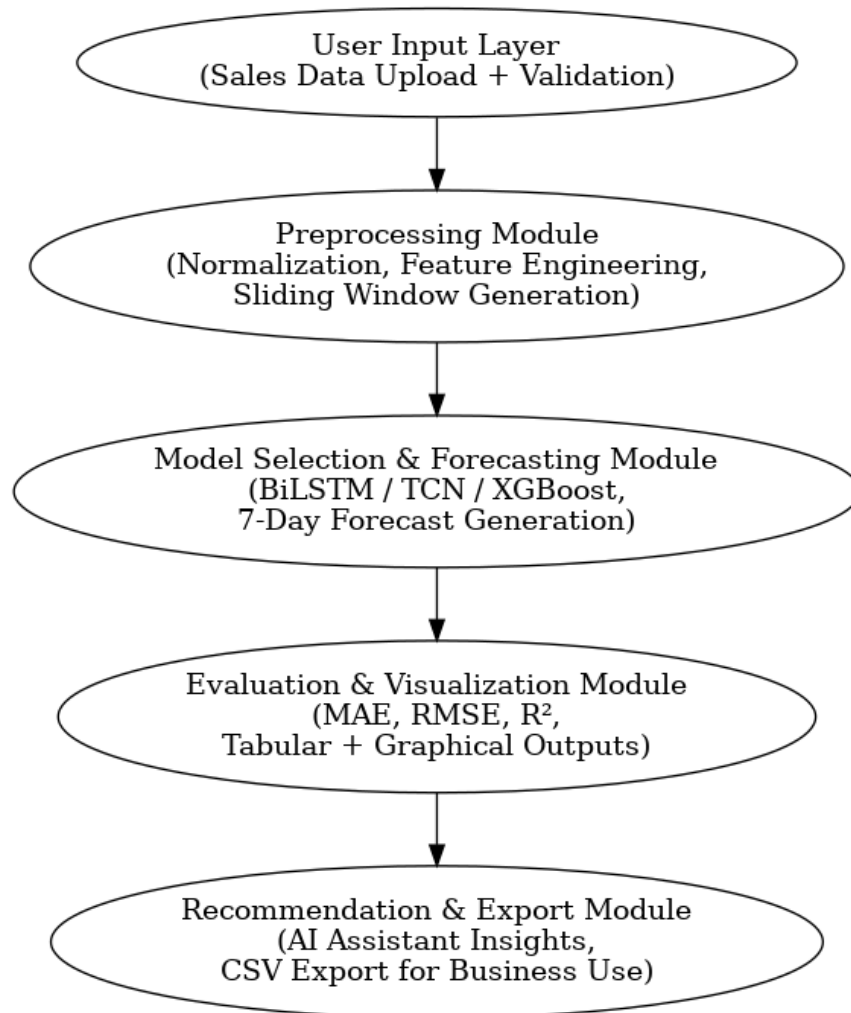 User Input Layer
(Sales Data Upload + Validation)
Preprocessing Module
(Normalization, Feature Engineering,
Sliding Window Generation)
Model Selection & Forecasting Module
(BiLSTM / TCN / XGBoost,
7-Day Forecast Generation)
Evaluation & Visualization Module
(MAE, RMSE, R²,
Tabular + Graphical Outputs)
Recommendation & Export Module
(AI Assistant Insights,
CSV Export for Business Use)